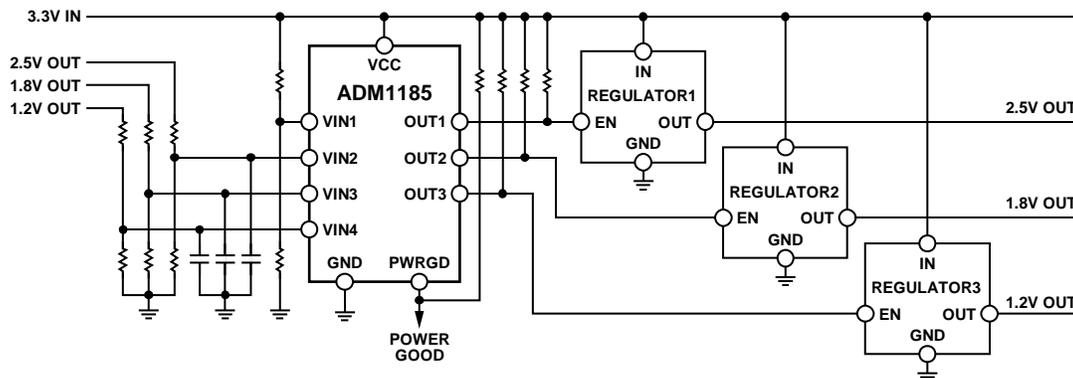 3.3V IN
2.5V OUT
1.8V OUT
1.2V OUT
VCC
ADM1185
VIN1
VIN2
VIN3
VIN4
OUT1
OUT2
OUT3
GND
PWRGD
POWER
GOOD
IN
REGULATOR1
EN
OUT
GND
2.5V OUT
IN
REGULATOR2
EN
OUT
GND
1.8V OUT
IN
REGULATOR3
EN
OUT
GND
1.2V OUT